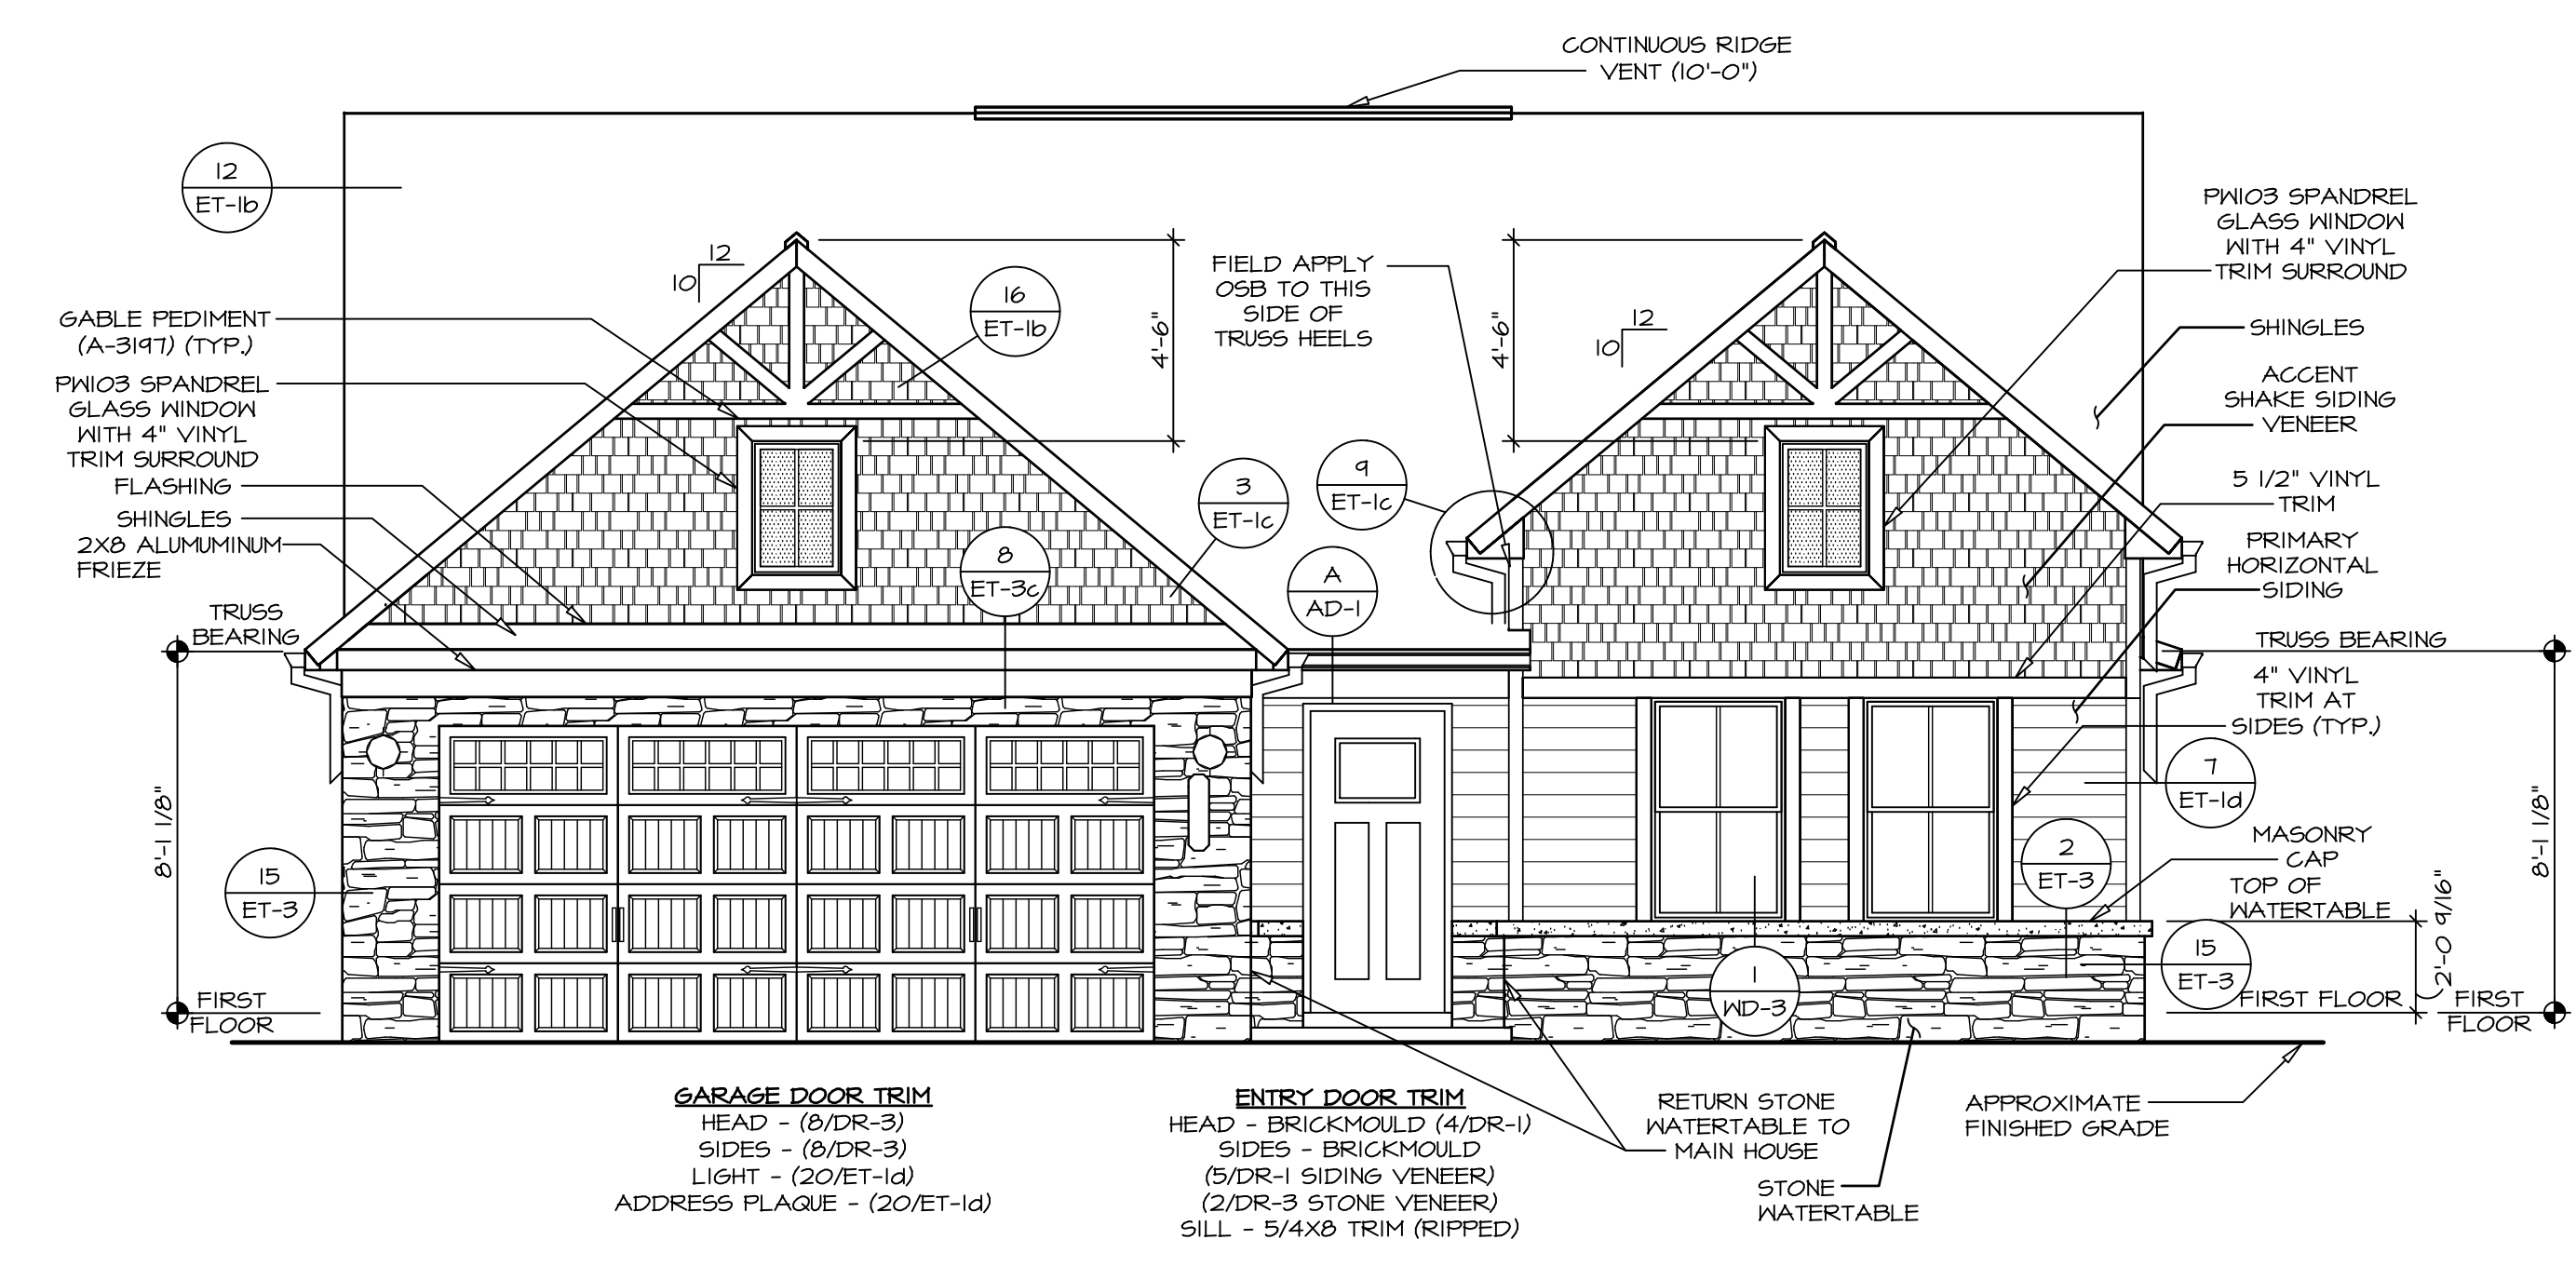 CONTINUOUS RIDGE
VENT (10'-0")
12
ET-1b
12
10
16
ET-1b
GABLE PEDIMENT
(A-3197) (TYP.)
PW103 SPANDREL
GLASS WINDOW
WITH 4" VINYL
TRIM SURROUND
FLASHING
SHINGLES
2X8 ALUMUMINUM
FRIEZE
TRUSS
BEARING
8'-1 1/8"
15
ET-3
FIRST
FLOOR
4'-6"
3
ET-1c
8
ET-3c
FIELD APPLY
OSB TO THIS
SIDE OF
TRUSS HEELS
9
ET-1c
A
AD-1
4'-6"
12
10
PW103 SPANDREL
GLASS WINDOW
WITH 4" VINYL
TRIM SURROUND
SHINGLES
ACCENT
SHAKE SIDING
VENEER
5 1/2" VINYL
TRIM
PRIMARY
HORIZONTAL
SIDING
TRUSS BEARING
4" VINYL
TRIM AT
SIDES (TYP.)
7
ET-1d
2
ET-3
MASONRY
CAP
TOP OF
WATERTABLE
15
ET-3
FIRST FLOOR
2'-0 9/16"
8'-1 1/8"
FIRST
FLOOR
1
WD-3
GARAGE DOOR TRIM
HEAD - (8/DR-3)
SIDES - (8/DR-3)
LIGHT - (20/ET-1d)
ADDRESS PLAQUE - (20/ET-1d)
ENTRY DOOR TRIM
HEAD - BRICKMOULD (4/DR-1)
SIDES - BRICKMOULD
(5/DR-1 SIDING VENEER)
(2/DR-3 STONE VENEER)
SILL - 5/4X8 TRIM (RIPPED)
RETURN STONE
WATERTABLE TO
MAIN HOUSE
STONE
WATERTABLE
APPROXIMATE
FINISHED GRADE